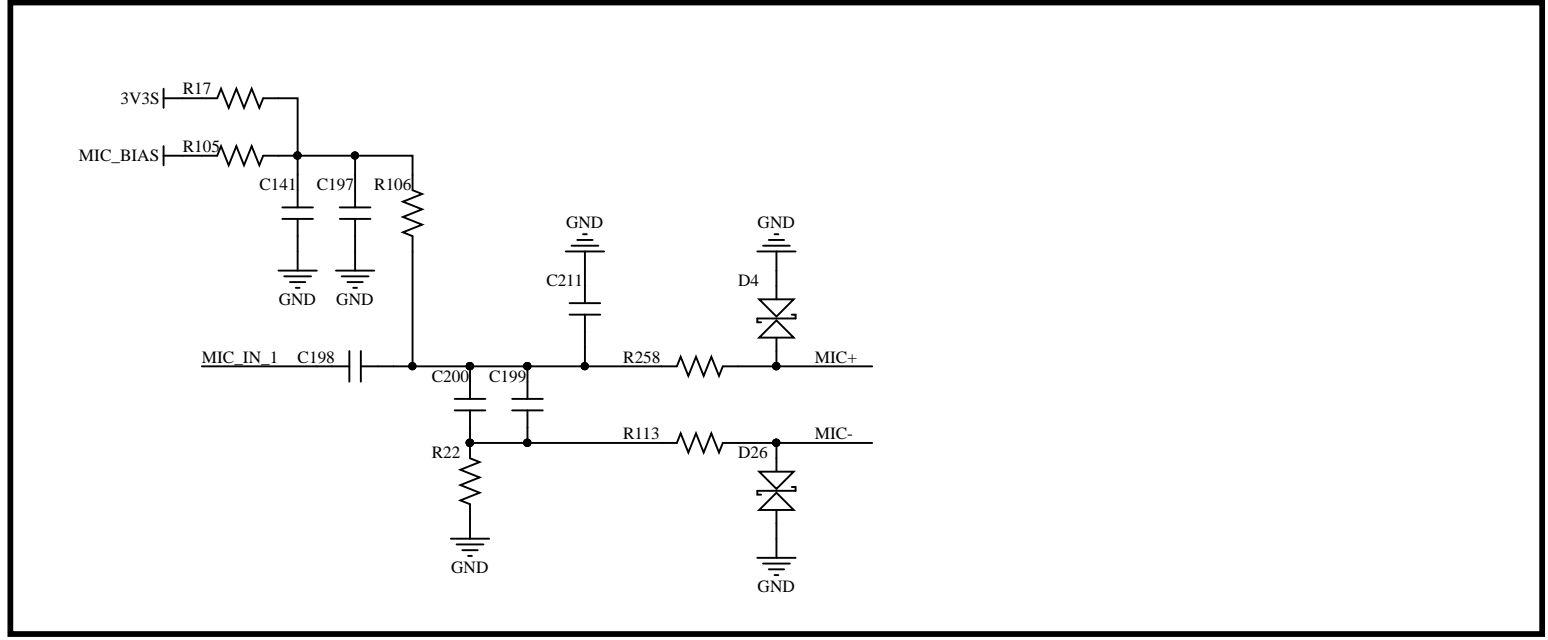 3V3S R17
MIC_BIAS R105
C141 C197 R106
GND GND
C211 D4
GND GND
MIC_IN_1 C198 R258 MIC+
C200 C199
R113 MIC-
R22 D26
GND
GND